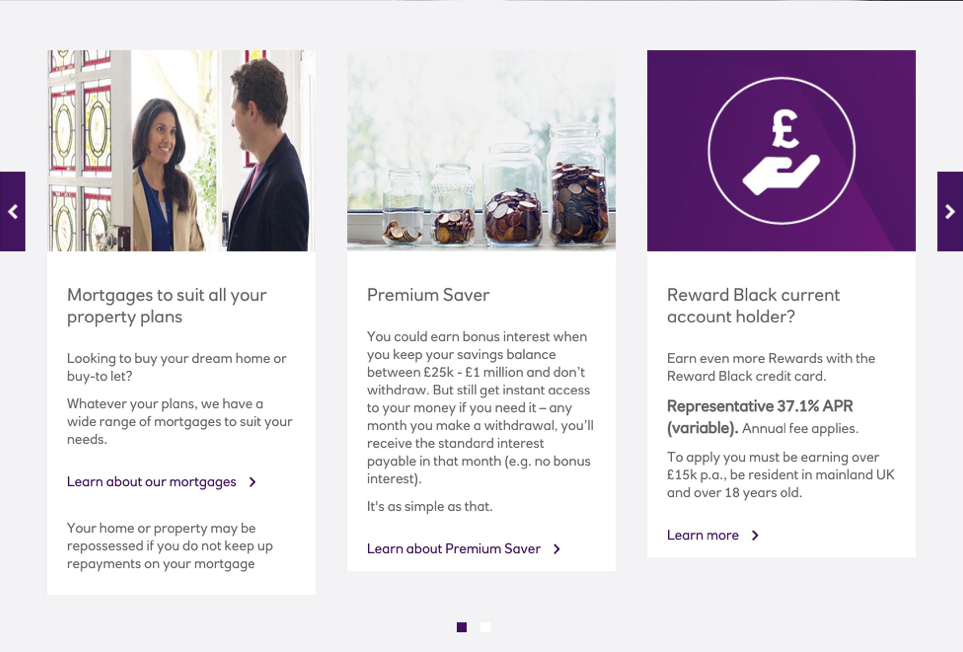 Mortgages to suit all your
property plans
Looking to buy your dream home or
buy-to let?
Whatever your plans, we have a
wide range of mortgages to suit your
needs.
Learn about our mortgages
Your home or property may be
repossessed if you do not keep up
repayments on your mortgage
Premium Saver
You could earn bonus interest when
you keep your savings balance
between £25k - £1 million and don't
withdraw. But still get instant access
to your money if you need it – any
month you make a withdrawal, you'll
receive the standard interest
payable in that month (e.g. no bonus
interest).
It's as simple as that.
Learn about Premium Saver
£
Reward Black current
account holder?
Earn even more Rewards with the
Reward Black credit card.
Representative 37.1% APR
(variable). Annual fee applies.
To apply you must be earning over
£15k p.a., be resident in mainland UK
and over 18 years old.
Learn more